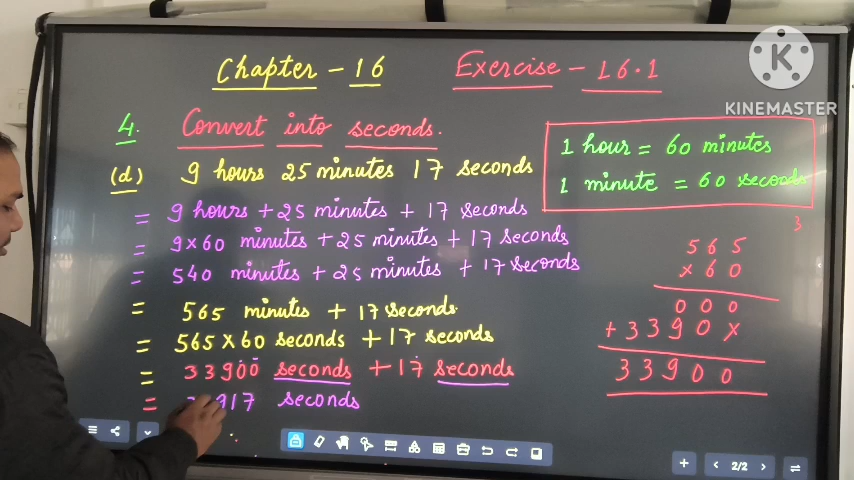 Chapter - 16 Exercise - 16.1
K
KINEMASTER
4. Convert into seconds.
1 hour = 60 minutes
1 minute = 60 seconds
(d) 9 hours 25 minutes 17 seconds
= 9 hours + 25 minutes + 17 seconds
= 9 × 60 minutes + 25 minutes + 17 seconds
= 540 minutes + 25 minutes + 17 seconds
= 565 minutes + 17 seconds
= 565 × 60 seconds + 17 seconds
= 33900 seconds + 17 seconds
= 917 seconds
3
565
×60
000
+3390×
33900
2/2